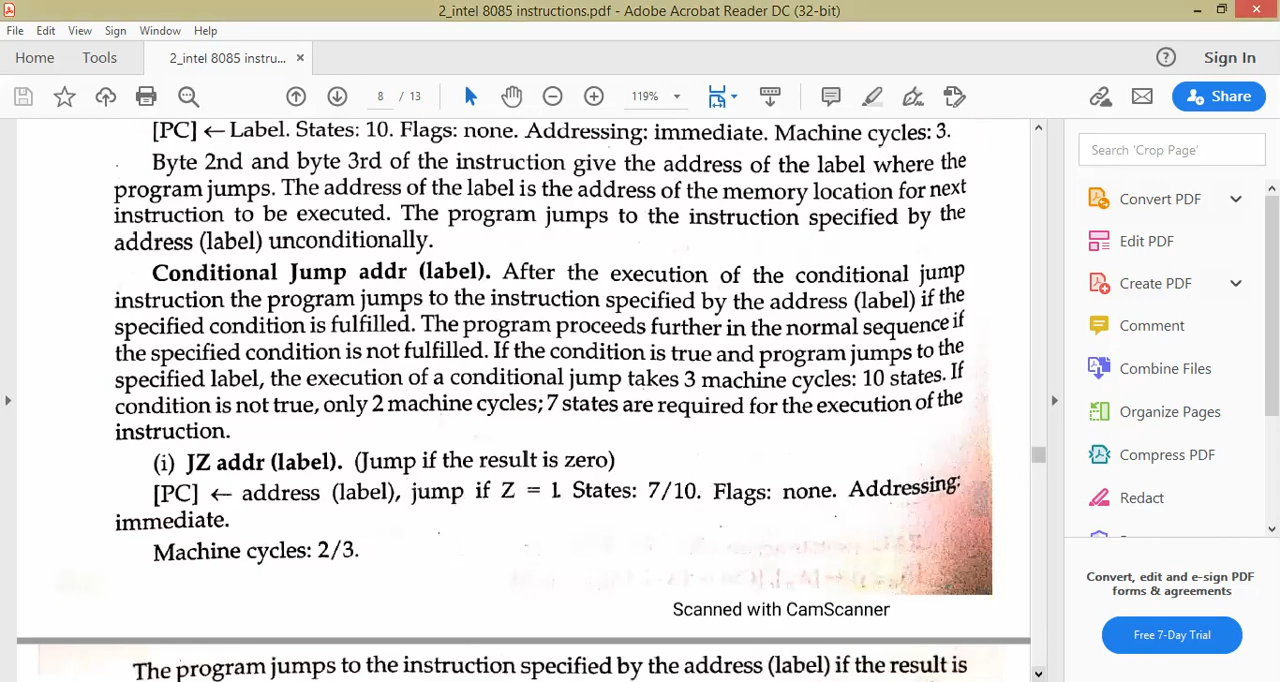 2_intel 8085 instructions.pdf - Adobe Acrobat Reader DC (32-bit)
File Edit View Sign Window Help
Home Tools 2_intel 8085 instru... × Sign In
8 / 13 119% Share
[PC] ← Label. States: 10. Flags: none. Addressing: immediate. Machine cycles: 3.
Byte 2nd and byte 3rd of the instruction give the address of the label where the
program jumps. The address of the label is the address of the memory location for next
instruction to be executed. The program jumps to the instruction specified by the
address (label) unconditionally.
Conditional Jump addr (label). After the execution of the conditional jump
instruction the program jumps to the instruction specified by the address (label) if the
specified condition is fulfilled. The program proceeds further in the normal sequence if
the specified condition is not fulfilled. If the condition is true and program jumps to the
specified label, the execution of a conditional jump takes 3 machine cycles: 10 states. If
condition is not true, only 2 machine cycles; 7 states are required for the execution of the
instruction.
(i) JZ addr (label). (Jump if the result is zero)
[PC] ← address (label), jump if Z = 1. States: 7/10. Flags: none. Addressing:
immediate.
Machine cycles: 2/3.
Scanned with CamScanner
The program jumps to the instruction specified by the address (label) if the result is
Search 'Crop Page'
Convert PDF
Edit PDF
Create PDF
Comment
Combine Files
Organize Pages
Compress PDF
Redact
Convert, edit and e-sign PDF
forms & agreements
Free 7-Day Trial